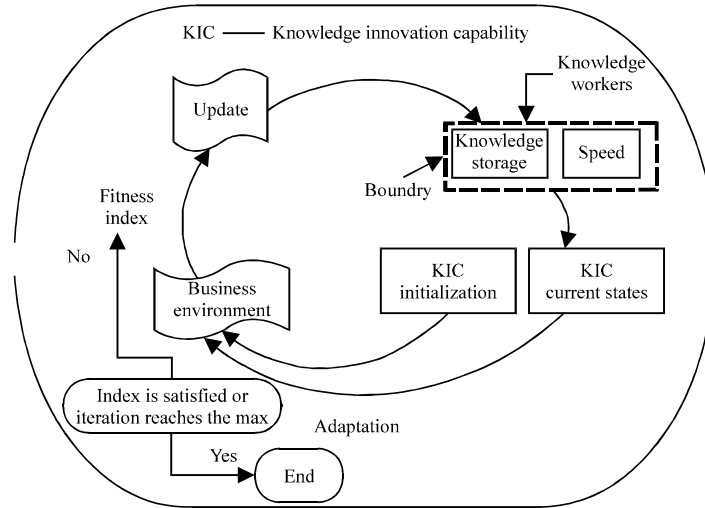 KIC — Knowledge innovation capability
Knowledge
workers
Update
Knowledge
storage
Speed
Boundry
Fitness
index
No
Business
environment
KIC
initialization
KIC
current states
Index is satisfied or
iteration reaches the max
Adaptation
Yes
End